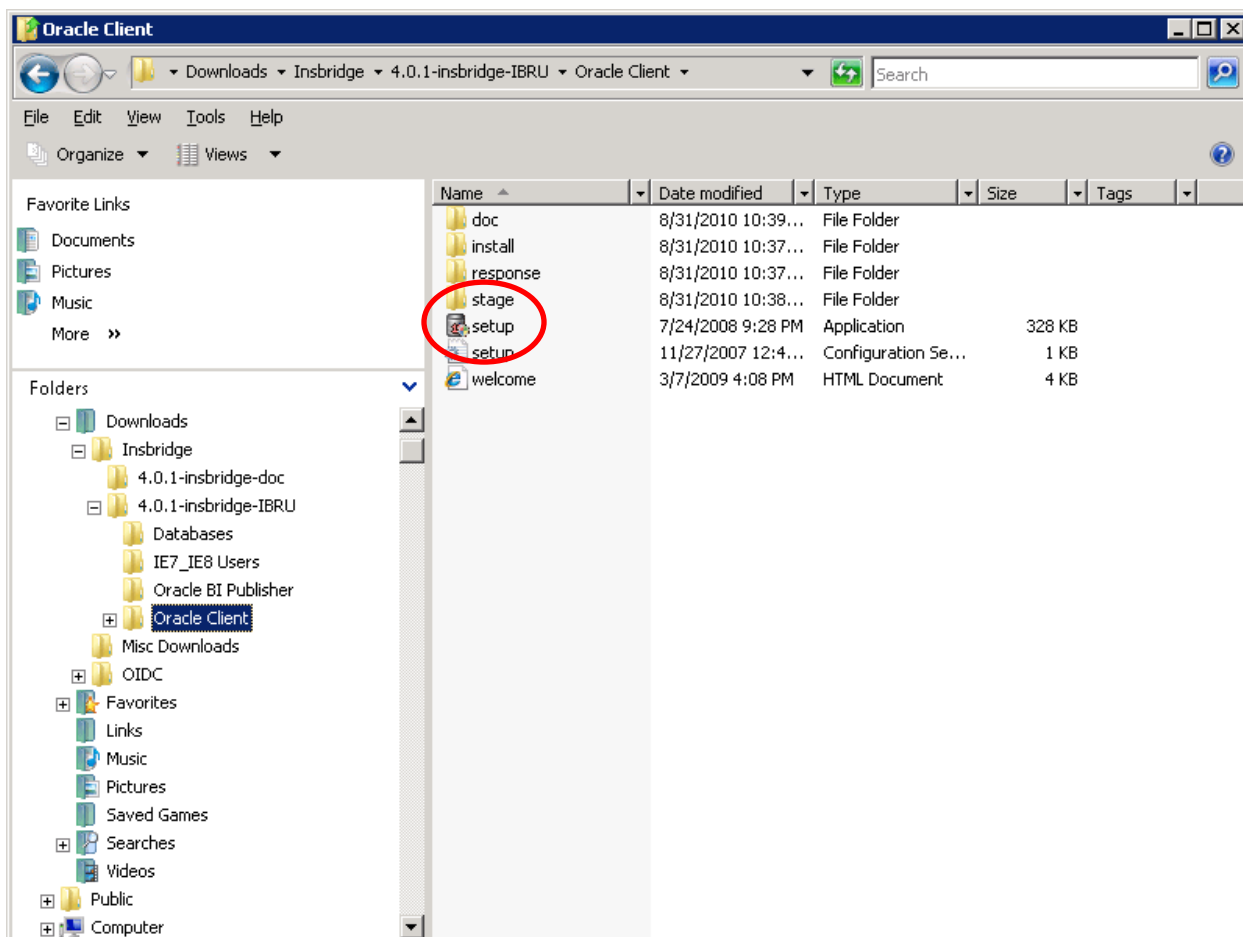 Oracle Client
Downloads Insbridge 4.0.1-insbridge-IBRU Oracle Client Search
File Edit View Tools Help
Organize Views
Favorite Links
Documents
Pictures
Music
More »
Folders
Downloads
Insbridge
4.0.1-insbridge-doc
4.0.1-insbridge-IBRU
Databases
IE7_IE8 Users
Oracle BI Publisher
Oracle Client
Misc Downloads
OIDC
Favorites
Links
Music
Pictures
Saved Games
Searches
Videos
Public
Computer
Name Date modified Type Size Tags
doc 8/31/2010 10:39... File Folder
install 8/31/2010 10:37... File Folder
response 8/31/2010 10:37... File Folder
stage 8/31/2010 10:38... File Folder
setup 7/24/2008 9:28 PM Application 328 KB
setup 11/27/2007 12:4... Configuration Se... 1 KB
welcome 3/7/2009 4:08 PM HTML Document 4 KB